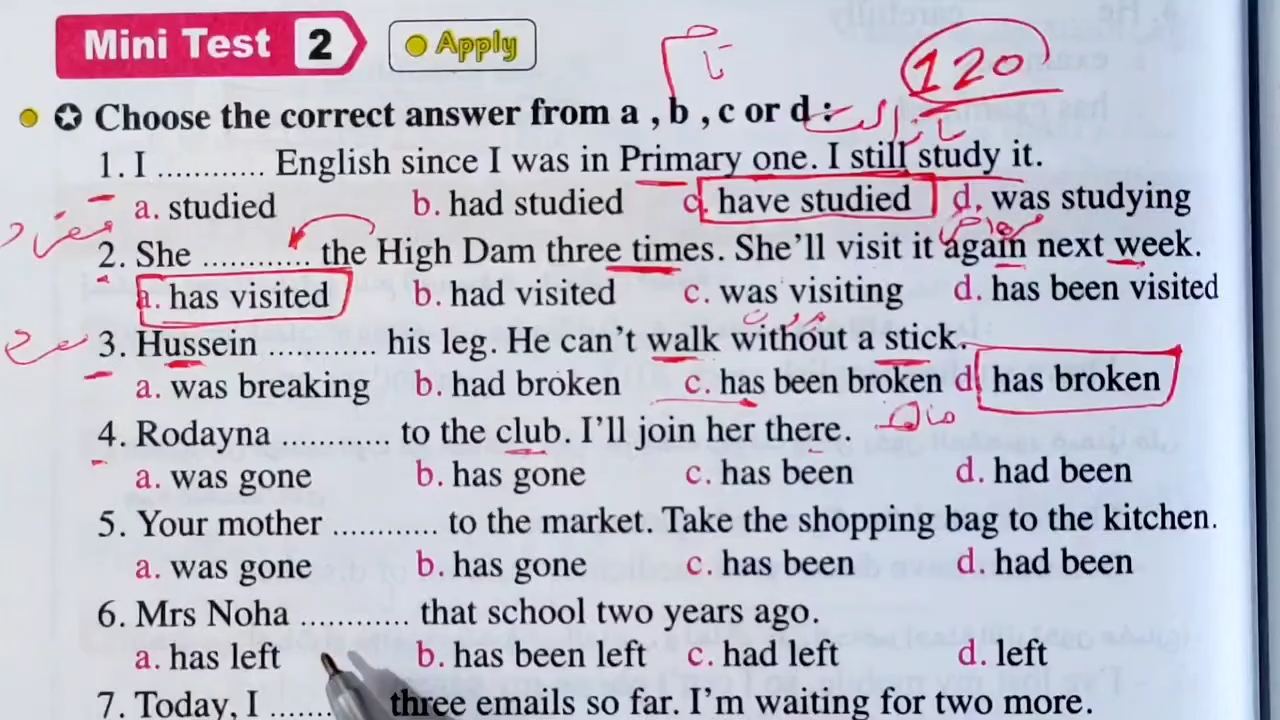 Mini Test 2 Apply
120
Choose the correct answer from a , b , c or d :
1. I ............ English since I was in Primary one. I still study it.
a. studied b. had studied c. have studied d. was studying
2. She ............ the High Dam three times. She'll visit it again next week.
a. has visited b. had visited c. was visiting d. has been visited
3. Hussein ............ his leg. He can't walk without a stick.
a. was breaking b. had broken c. has been broken d. has broken
4. Rodayna ............ to the club. I'll join her there.
a. was gone b. has gone c. has been d. had been
5. Your mother ............ to the market. Take the shopping bag to the kitchen.
a. was gone b. has gone c. has been d. had been
6. Mrs Noha ............ that school two years ago.
a. has left b. has been left c. had left d. left
7. Today, I ....... three emails so far. I'm waiting for two more.